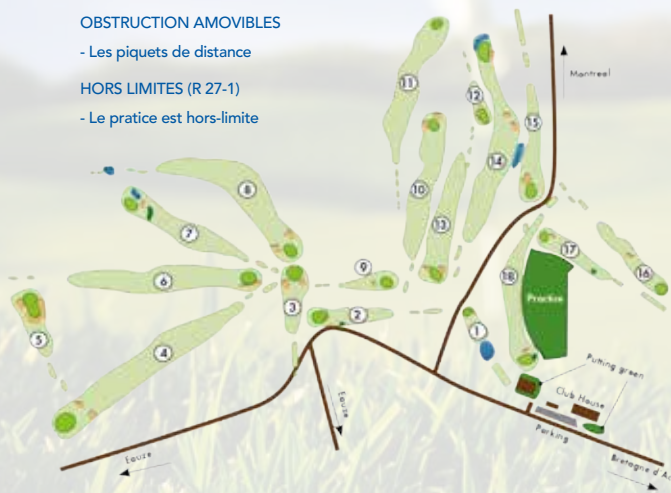 OBSTRUCTION AMOVIBLES
- Les piquets de distance
HORS LIMITES (R 27-1)
- Le pratice est hors-limite
Montreal
11
12
15
14
8
10
13
7
17
16
9
18
6
3
2
Practice
1
5
4
Putting green
Club House
Eauze
Parking
Eauze
Bretagne d'A